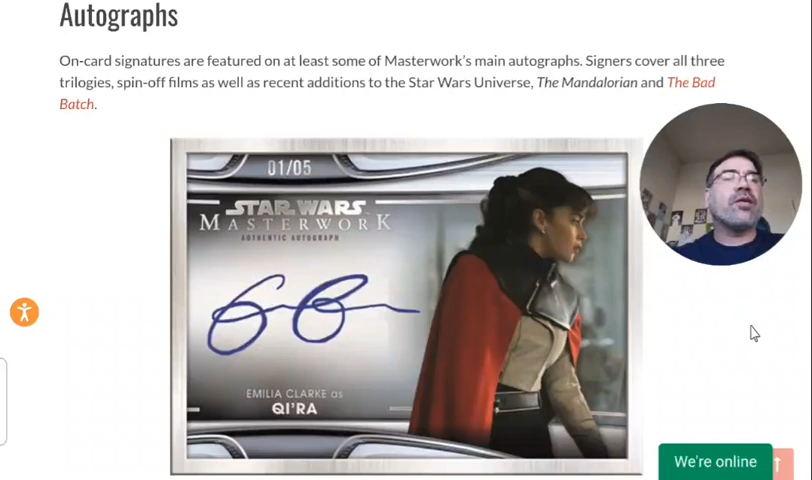 Autographs
On-card signatures are featured on at least some of Masterwork's main autographs. Signers cover all three
trilogies, spin-off films as well as recent additions to the Star Wars Universe, The Mandalorian and The Bad
Batch.
01/05
STAR WARS
MASTERWORK
AUTHENTIC AUTOGRAPH
EMILIA CLARKE as
QI'RA
We're online